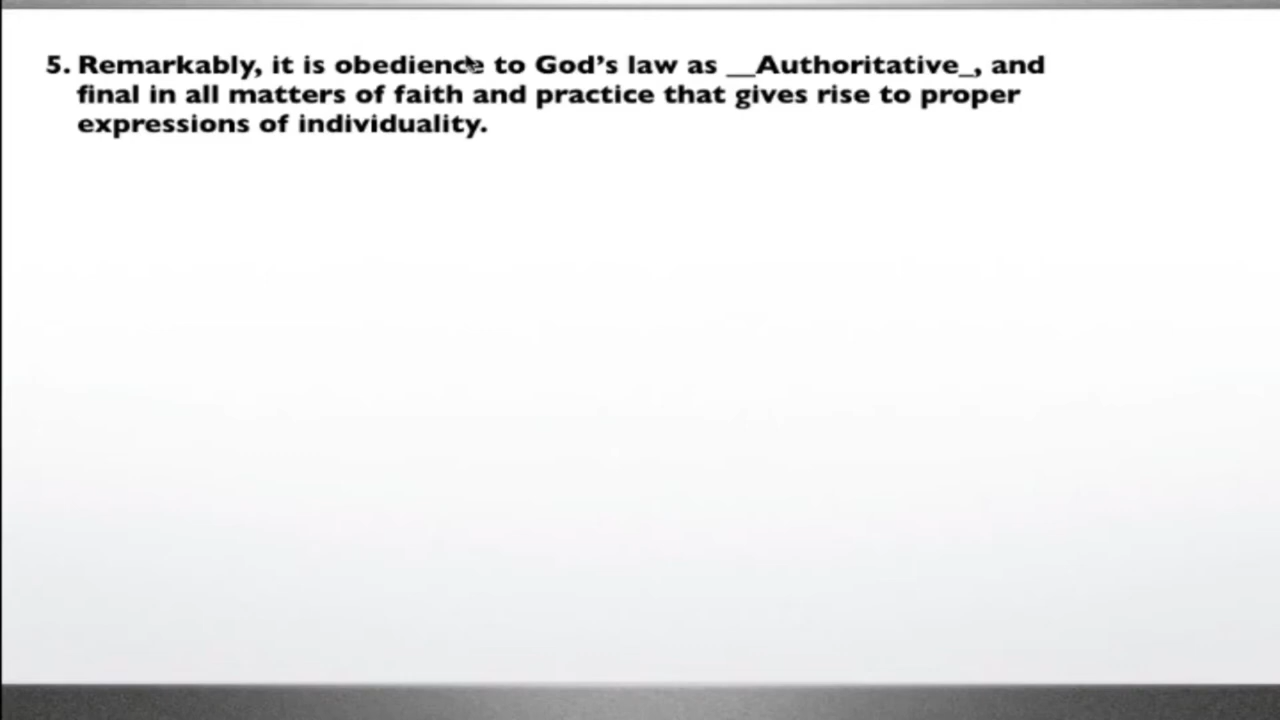 5. Remarkably, it is obedience to God's law as __Authoritative_, and
final in all matters of faith and practice that gives rise to proper
expressions of individuality.